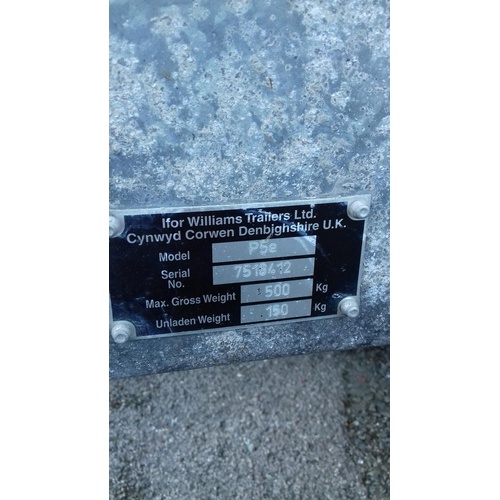 Ifor Williams Trailers Ltd.
Cynwyd Corwen Denbighshire U.K.
Model P5e
Serial No. 7513412
Max. Gross Weight 500 Kg
Unladen Weight 150 Kg